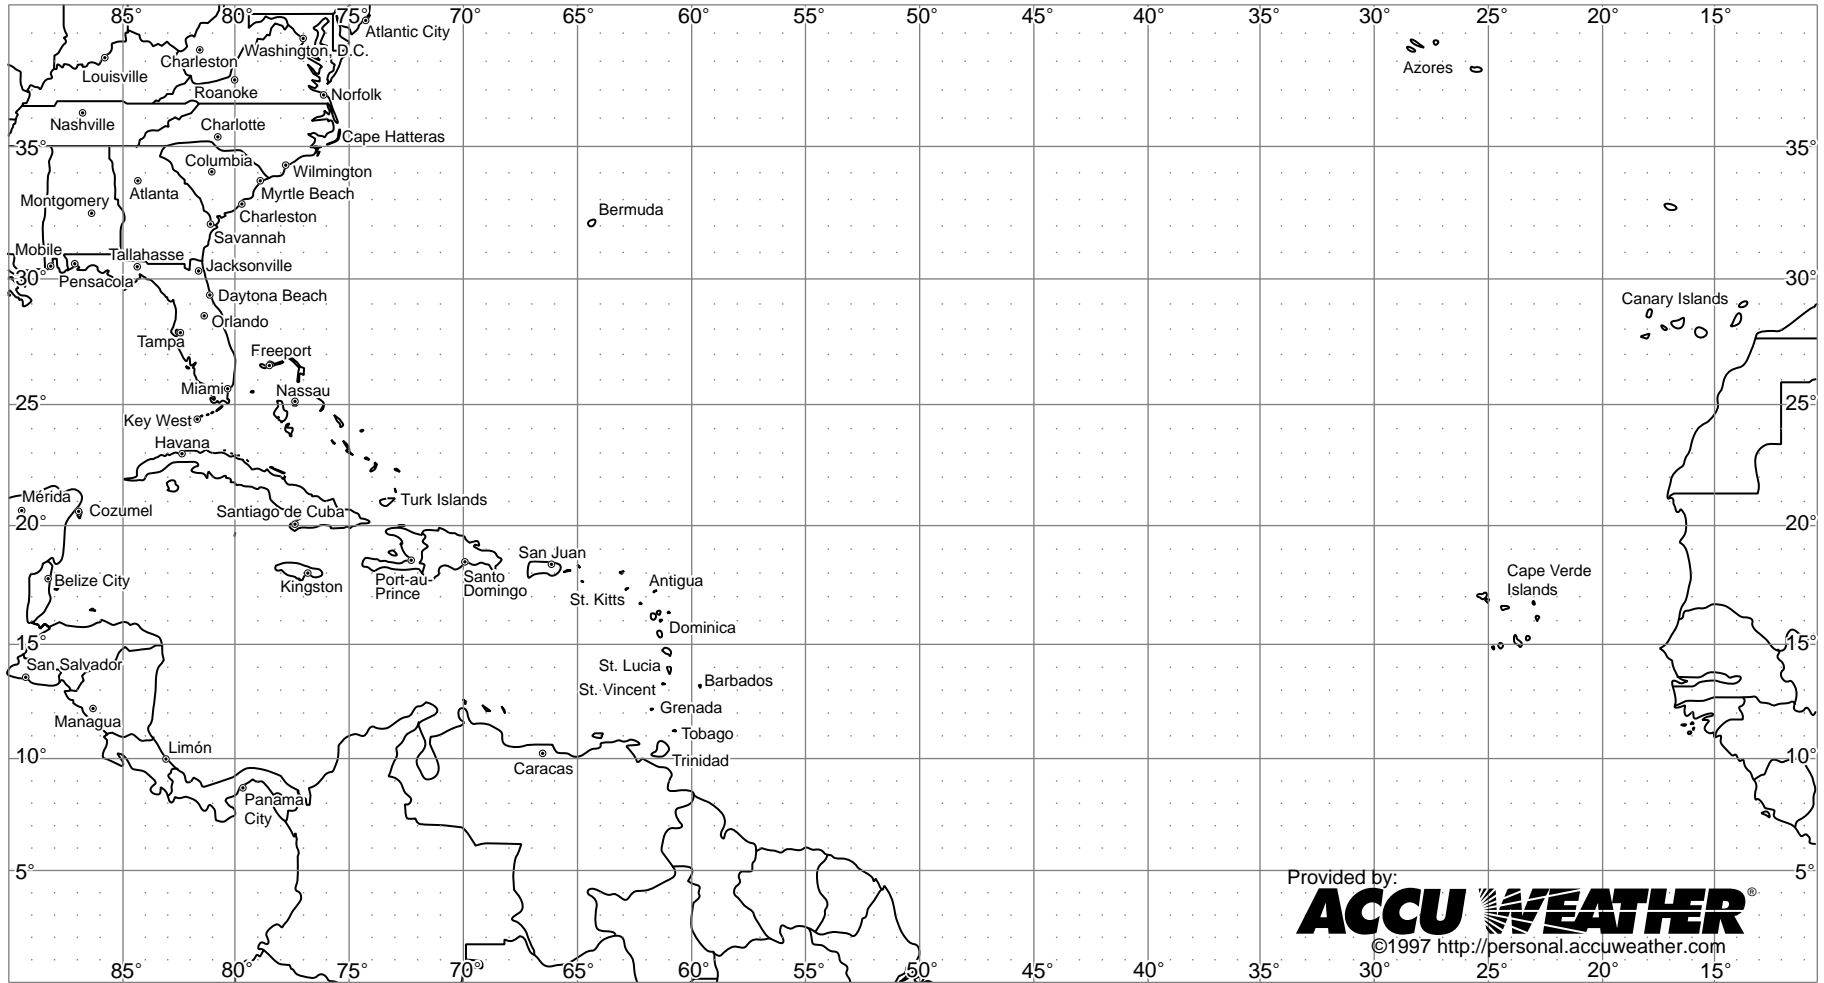 85° 80° 75° 70° 65° 60° 55° 50° 45° 40° 35° 30° 25° 20° 15°
Atlantic City
Washington, D.C.
Charleston
Azores
Louisville
Roanoke
Norfolk
Nashville
Charlotte
Cape Hatteras
35° 35°
Columbia
Wilmington
Atlanta
Myrtle Beach
Montgomery
Bermuda
Charleston
Savannah
Mobile
Tallahasse
Jacksonville
30° 30°
Pensacola
Daytona Beach
Canary Islands
Orlando
Tampa
Freeport
Miami
Nassau
25° 25°
Key West
Havana
Mérida
Turk Islands
Cozumel
Santiago de Cuba
20° 20°
San Juan
Cape Verde
Islands
Belize City
Kingston
Port-au-
Prince
Santo
Domingo
Antigua
St. Kitts
Dominica
15° 15°
San Salvador
St. Lucia
Barbados
St. Vincent
Grenada
Managua
Tobago
Limón
10° 10°
Caracas
Trinidad
Panama
City
5° 5°
Provided by:
ACCU WEATHER®
©1997 http://personal.accuweather.com
85° 80° 75° 70° 65° 60° 55° 50° 45° 40° 35° 30° 25° 20° 15°